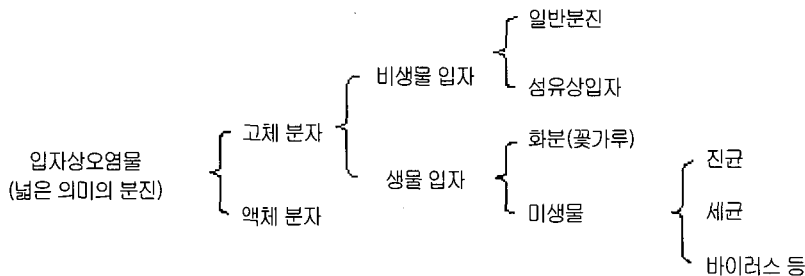 일반분진
비생물 입자
섬유상입자
고체 분자
화분(꽃가루)
입자상오염물
(넓은 의미의 분진)
진균
생물 입자
액체 분자
미생물
세균
바이러스 등